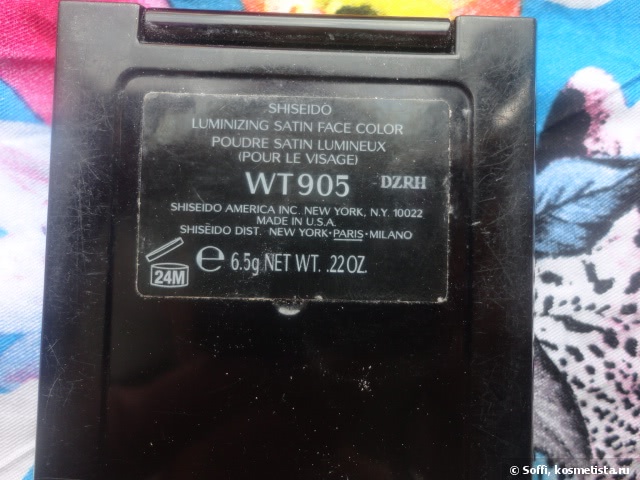 SHISEIDO
LUMINIZING SATIN FACE COLOR
POUDRE SATIN LUMINEUX
(POUR LE VISAGE)
WT905 DZRH
SHISEIDO AMERICA INC. NEW YORK, N.Y. 10022
MADE IN U.S.A.
SHISEIDO DIST. NEW YORK·PARIS·MILANO
24M e 6.5g NET WT. .22 OZ.
© Soffi, kosmetista.ru